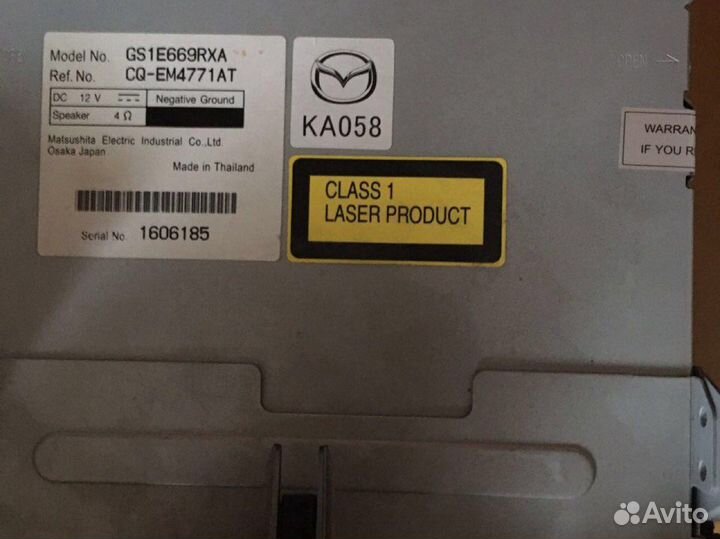 Model No. GS1E669RXA
Ref. No. CQ-EM4771AT
DC 12 V Negative Ground
Speaker 4 Ω
Matsushita Electric Industrial Co.,Ltd.
Osaka Japan
Made in Thailand
Serial No. 1606185
KA058
CLASS 1
LASER PRODUCT
OPEN
WARRAN
IF YOU R
Avito